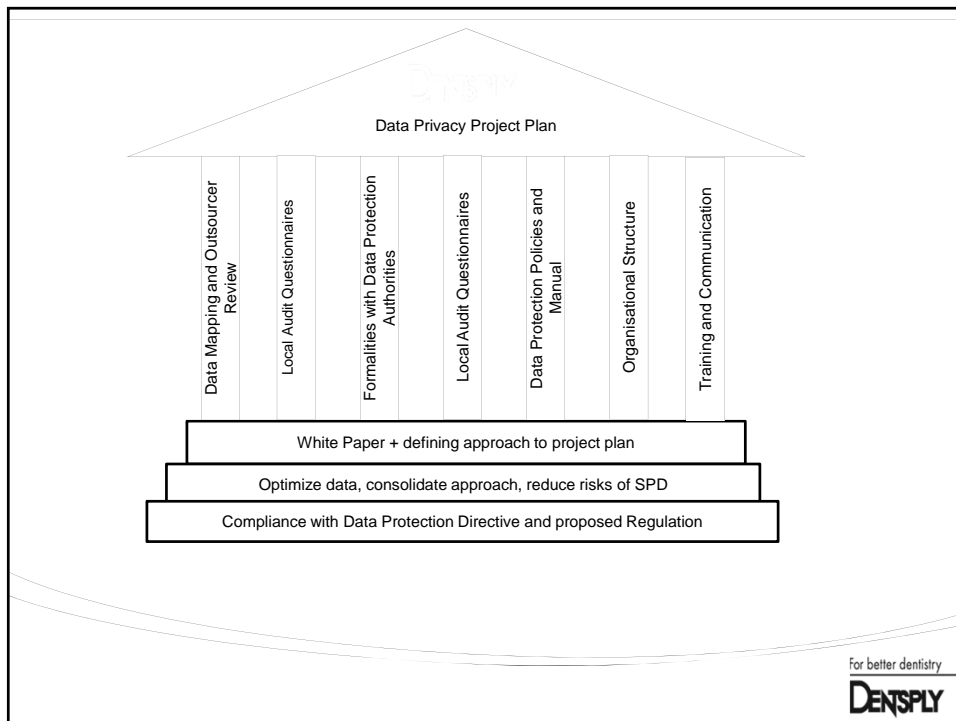 Dentsply
Data Privacy Project Plan
Data Mapping and Outsourcer
Review
Local Audit Questionnaires
Formalities with Data Protection
Authorities
Local Audit Questionnaires
Data Protection Policies and
Manual
Organisational Structure
Training and Communication
White Paper + defining approach to project plan
Optimize data, consolidate approach, reduce risks of SPD
Compliance with Data Protection Directive and proposed Regulation
For better dentistry
DENTSPLY